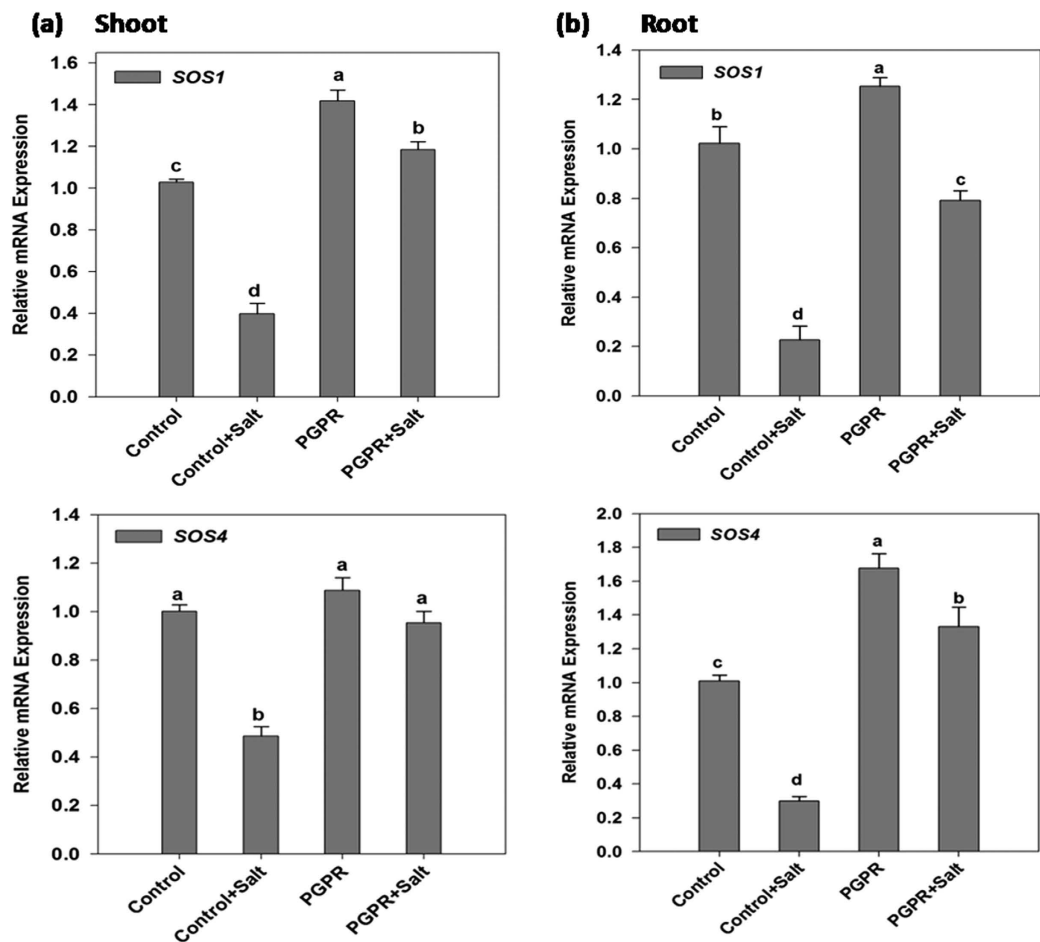 (a) Shoot
1.6
1.4
1.2
1.0
0.8
0.6
0.4
0.2
0.0
Relative mRNA Expression
SOS1
c
d
a
b
Control
Control+Salt
PGPR
PGPR+Salt
(b) Root
1.4
1.2
1.0
0.8
0.6
0.4
0.2
0.0
Relative mRNA Expression
SOS1
b
d
a
c
Control
Control+Salt
PGPR
PGPR+Salt
1.4
1.2
1.0
0.8
0.6
0.4
0.2
0.0
Relative mRNA Expression
SOS4
a
b
a
a
Control
Control+Salt
PGPR
PGPR+Salt
2.0
1.8
1.6
1.4
1.2
1.0
0.8
0.6
0.4
0.2
0.0
Relative mRNA Expression
SOS4
c
d
a
b
Control
Control+Salt
PGPR
PGPR+Salt